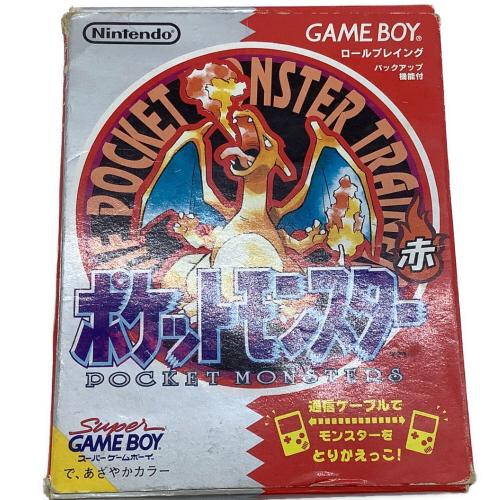 Nintendo
GAME BOY
ロールプレイング
バックアップ
機能付
THE POCKET MONSTER TRAINER
赤
ポケットモンスター
POCKET MONSTERS
Super
GAME BOY
スーパーゲームボーイ
で、あざやかカラー
通信ケーブルで
モンスターを
とりかえっこ!